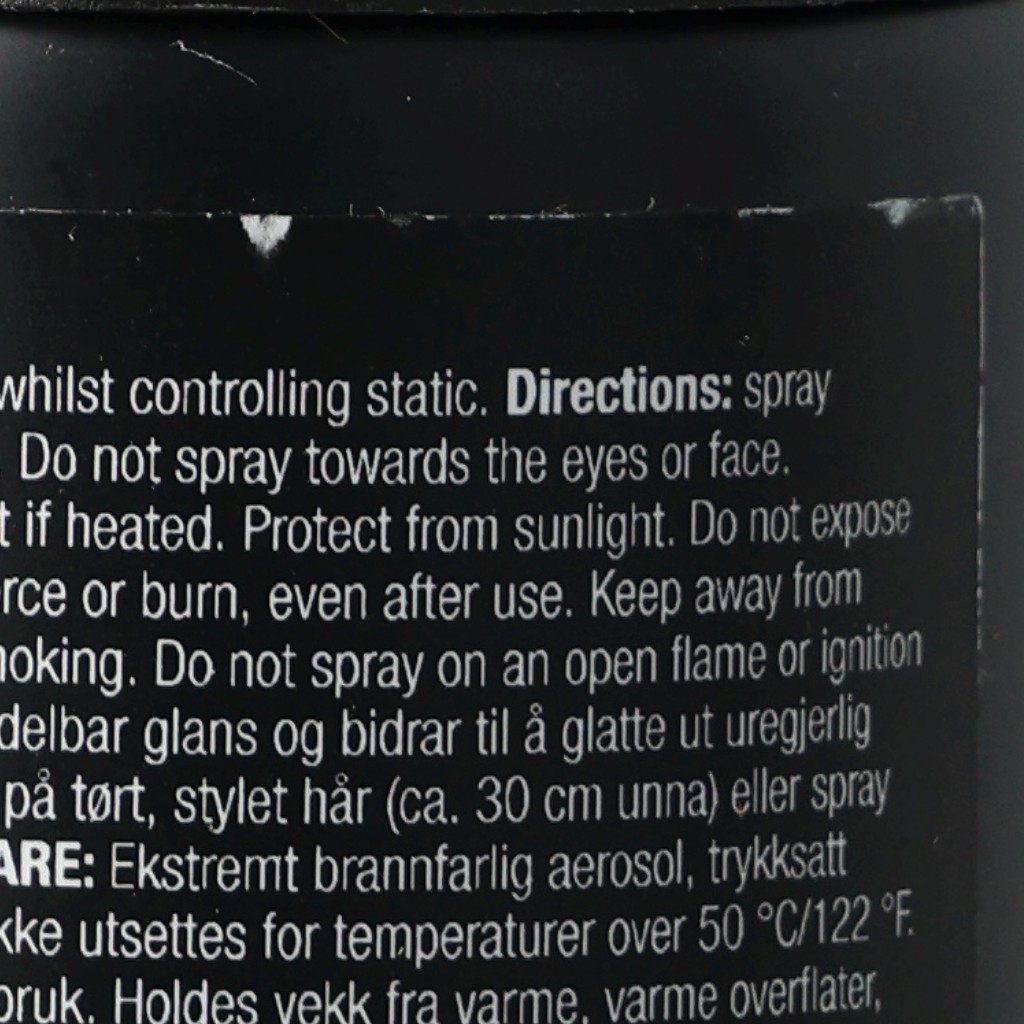 whilst controlling static. Directions: spray
Do not spray towards the eyes or face.
t if heated. Protect from sunlight. Do not expose
rce or burn, even after use. Keep away from
oking. Do not spray on an open flame or ignition
delbar glans og bidrar til å glatte ut uregjerlig
på tørt, stylet hår (ca. 30 cm unna) eller spray
ARE: Ekstremt brannfarlig aerosol, trykksatt
kke utsettes for temperaturer over 50 °C/122 °F.
bruk. Holdes vekk fra varme, varme overflater,